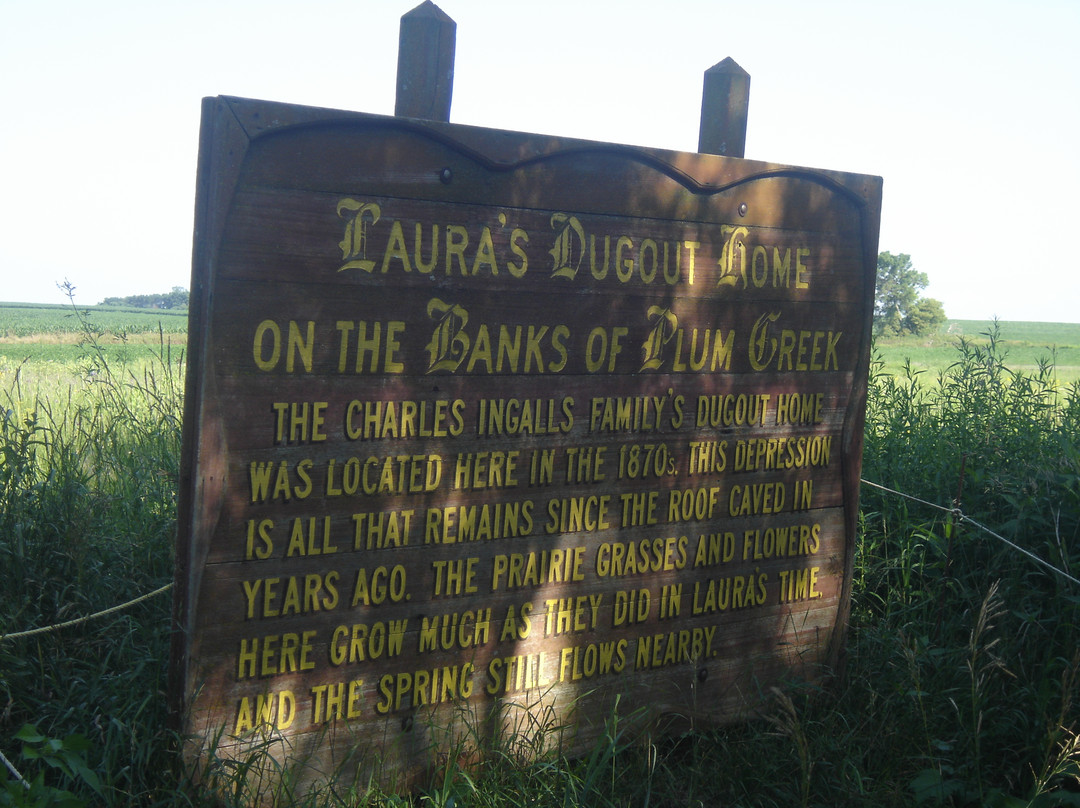 Laura's Dugout Home
on the Banks of Plum Creek
THE CHARLES INGALLS FAMILY'S DUGOUT HOME
WAS LOCATED HERE IN THE 1870s. THIS DEPRESSION
IS ALL THAT REMAINS SINCE THE ROOF CAVED IN
YEARS AGO. THE PRAIRIE GRASSES AND FLOWERS
HERE GROW MUCH AS THEY DID IN LAURA'S TIME,
AND THE SPRING STILL FLOWS NEARBY.